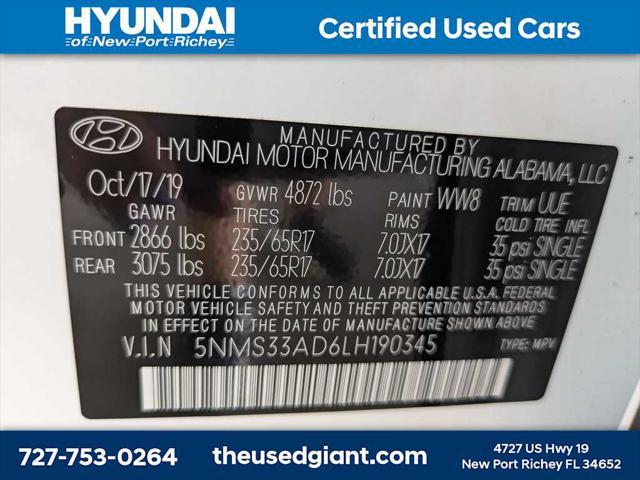 HYUNDAI
of New Port Richey
Certified Used Cars
MANUFACTURED BY
HYUNDAI MOTOR MANUFACTURING ALABAMA, LLC
Oct/17/19 GVWR 4872 lbs PAINT WW8 TRIM UUE
GAWR TIRES RIMS COLD TIRE INFL
FRONT 2866 lbs 235/65R17 7.0JX17 35 psi SINGLE
REAR 3075 lbs 235/65R17 7.0JX17 35 psi SINGLE
THIS VEHICLE CONFORMS TO ALL APPLICABLE U.S.A. FEDERAL
MOTOR VEHICLE SAFETY AND THEFT PREVENTION STANDARDS
IN EFFECT ON THE DATE OF MANUFACTURE SHOWN ABOVE.
V.I.N 5NMS33AD6LH190345 TYPE: MPV
727-753-0264
theusedgiant.com
4727 US Hwy 19
New Port Richey FL 34652